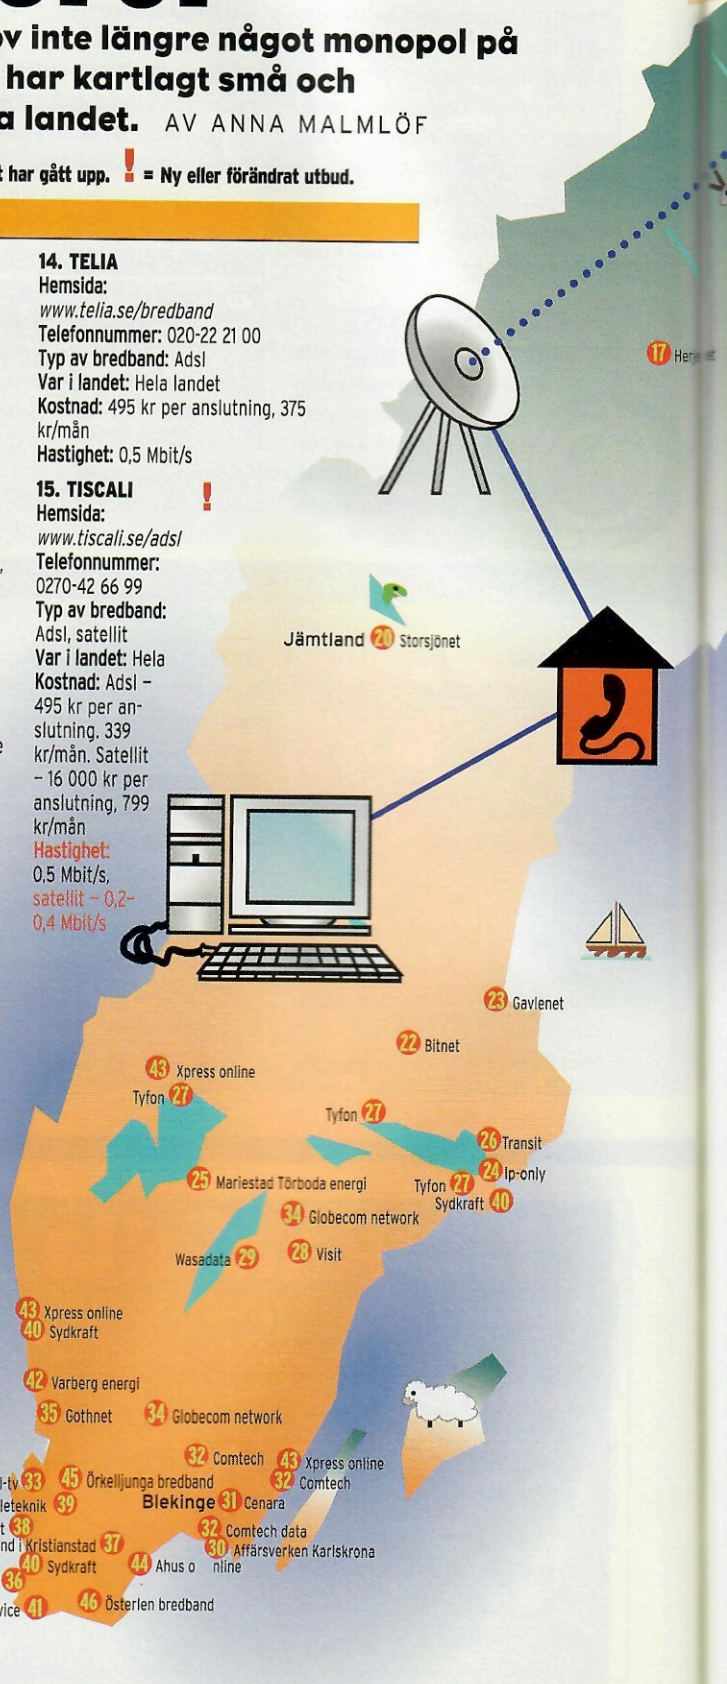 ov inte längre något monopol på
har kartlagt små och
a landet. AV ANNA MALMLÖF
t har gått upp. ! = Ny eller förändrat utbud.
14. TELIA
Hemsida:
www.telia.se/bredband
Telefonnummer: 020-22 21 00
Typ av bredband: Adsl
Var i landet: Hela landet
Kostnad: 495 kr per anslutning, 375
kr/mån
Hastighet: 0,5 Mbit/s
15. TISCALI !
Hemsida:
www.tiscali.se/adsl
Telefonnummer:
0270-42 66 99
Typ av bredband:
Adsl, satellit
Var i landet: Hela
Kostnad: Adsl –
495 kr per an-
slutning. 339
kr/mån. Satellit
– 16 000 kr per
anslutning, 799
kr/mån
Hastighet:
0,5 Mbit/s,
satellit – 0,2–
0,4 Mbit/s
17
Jämtland 20 Storsjönet
23 Gavlenet
22 Bitnet
43 Xpress online
Tyfon 27
Tyfon 27
26 Transit
24 Ip-only
25 Mariestad Törboda energi
Tyfon 27
Sydkraft 40
34 Globecom network
Wasadata 29
28 Visit
43 Xpress online
40 Sydkraft
42 Varberg energi
35 Gothnet
34 Globecom network
32 Comtech
43 Xpress online
l-tv 33
45 Örkelljunga bredband
32 Comtech
leteknik 39
Blekinge 31 Cenara
t 38
32 Comtech data
nd i Kristianstad 37
30 Affärsverken Karlskrona
40 Sydkraft
44 Ahus o nline
36
vice 41
46 Österlen bredband